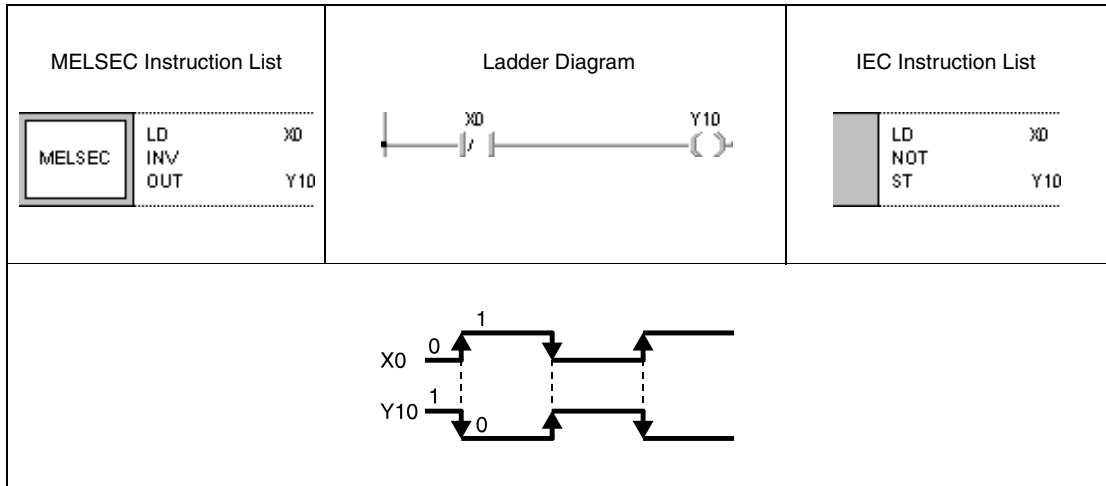 MELSEC Instruction List
Ladder Diagram
IEC Instruction List
MELSEC
LD X0
INV
OUT Y10
X0 Y10
LD X0
NOT
ST Y10
X0 0 1
Y10 1 0